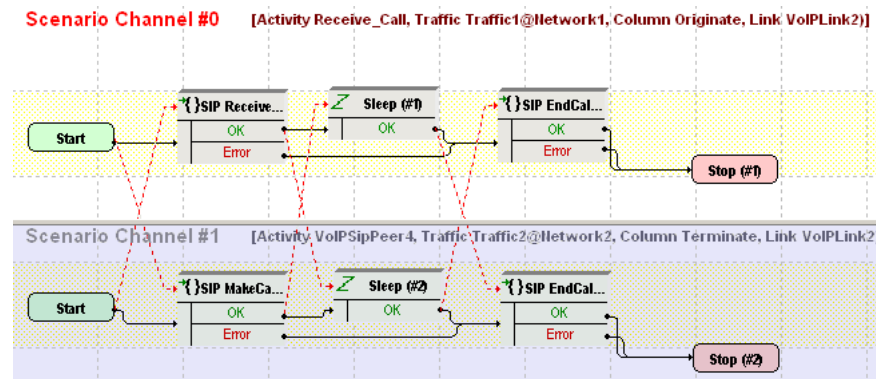 Scenario Channel #0 [Activity Receive_Call, Traffic Traffic1@Network1, Column Originate, Link VoIPLink2)]
{}SIP Receive... Sleep (#1) {}SIP EndCal...
Start OK OK OK
Error Error
Stop (#1)
Scenario Channel #1 [Activity VoIPSipPeer4, Traffic Traffic2@Network2, Column Terminate, Link VoIPLink2
{}SIP MakeCa... Sleep (#2) {}SIP EndCal...
Start OK OK OK
Error Error
Stop (#2)